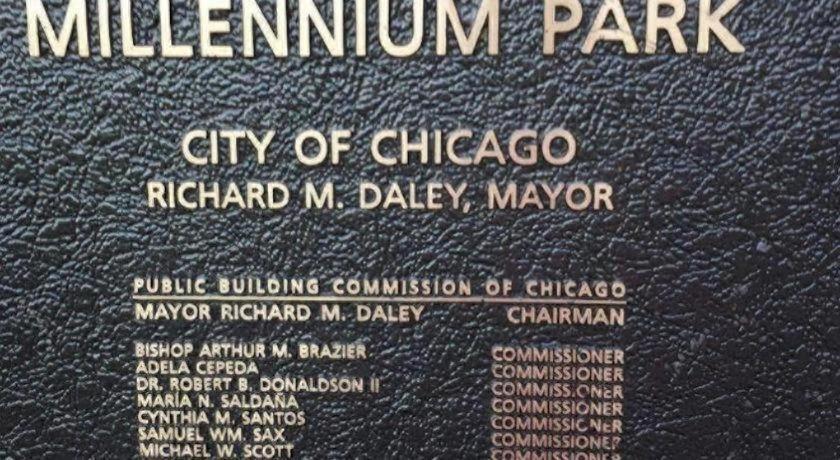 MILLENNIUM PARK
CITY OF CHICAGO
RICHARD M. DALEY, MAYOR
PUBLIC BUILDING COMMISSION OF CHICAGO
MAYOR RICHARD M. DALEY CHAIRMAN
BISHOP ARTHUR M. BRAZIER COMMISSIONER
ADELA CEPEDA COMMISSIONER
DR. ROBERT B. DONALDSON II COMMISSIONER
MARÍA N. SALDAÑA COMMISSIONER
CYNTHIA M. SANTOS COMMISSIONER
SAMUEL WM. SAX COMMISSIONER
MICHAEL W. SCOTT COMMISSIONER